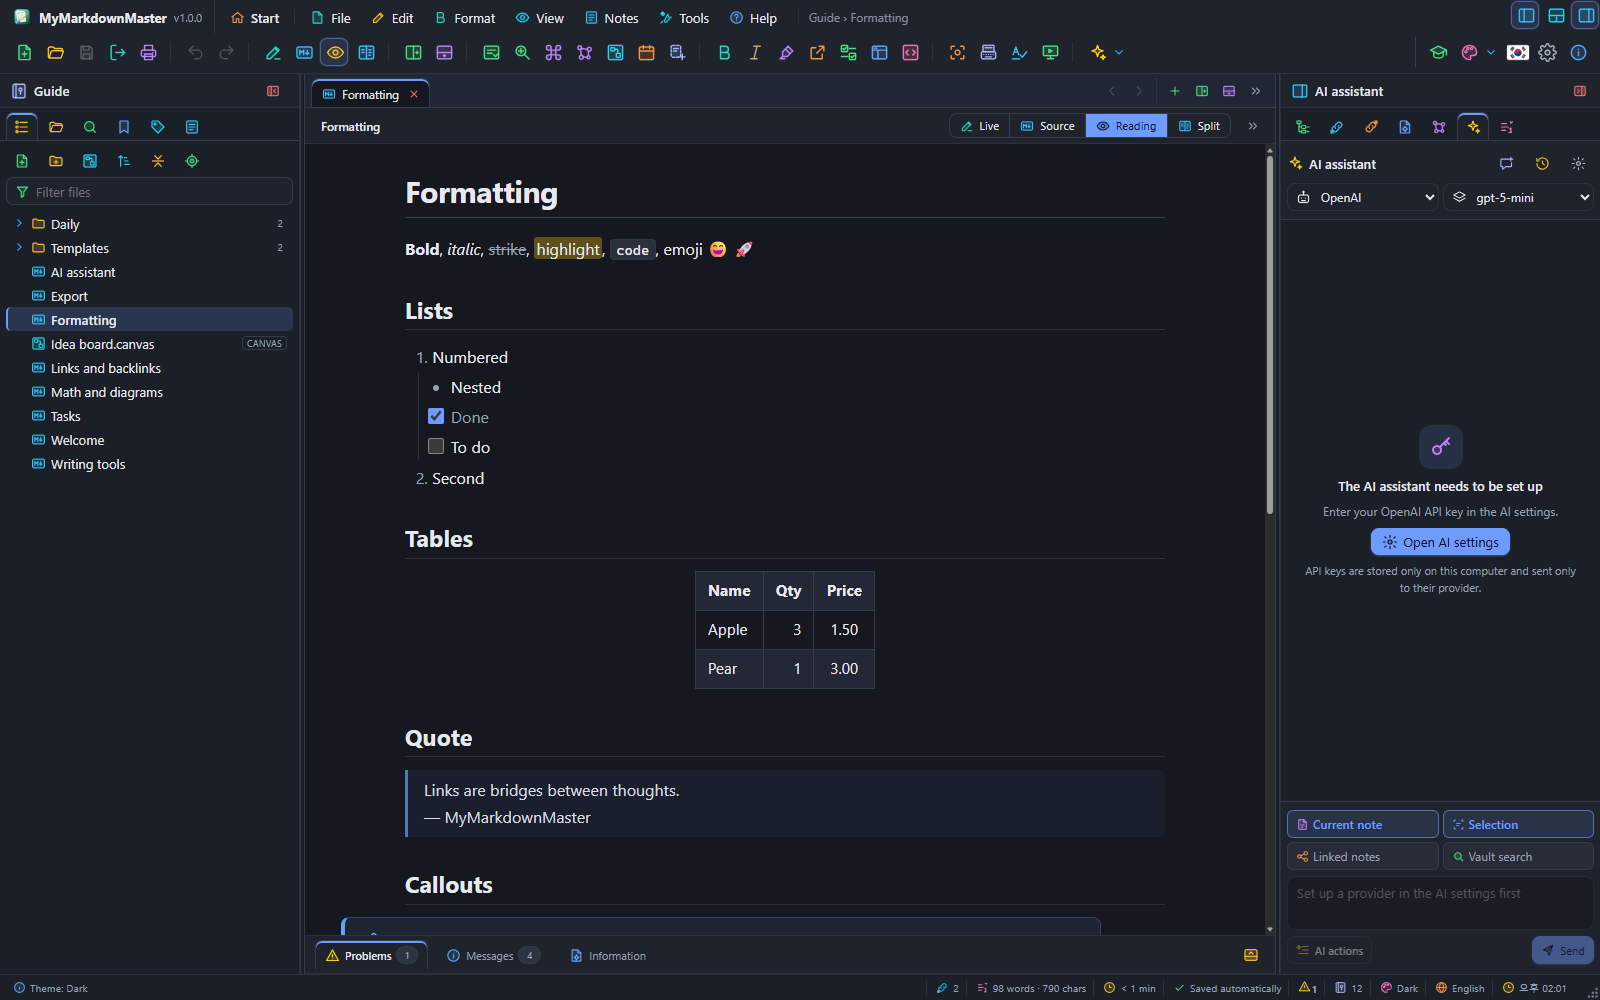 MyMarkdownMaster v1.0.0
Start
File
Edit
Format
View
Notes
Tools
Help
Guide › Formatting
Guide
Filter files
Daily 2
Templates 2
AI assistant
Export
Formatting
Idea board.canvas CANVAS
Links and backlinks
Math and diagrams
Tasks
Welcome
Writing tools
Formatting
Formatting
Live
Source
Reading
Split
Formatting
Bold, italic, strike, highlight, code, emoji 😄 🚀
Lists
1. Numbered
• Nested
Done
To do
2. Second
Tables
Name Qty Price
Apple 3 1.50
Pear 1 3.00
Quote
Links are bridges between thoughts.
— MyMarkdownMaster
Callouts
Problems 1
Messages 4
Information
AI assistant
AI assistant
OpenAI
gpt-5-mini
The AI assistant needs to be set up
Enter your OpenAI API key in the AI settings.
Open AI settings
API keys are stored only on this computer and sent only
to their provider.
Current note
Selection
Linked notes
Vault search
Set up a provider in the AI settings first
AI actions
Send
Theme: Dark
2
98 words · 790 chars
< 1 min
Saved automatically
1
12
Dark
English
오후 02:01